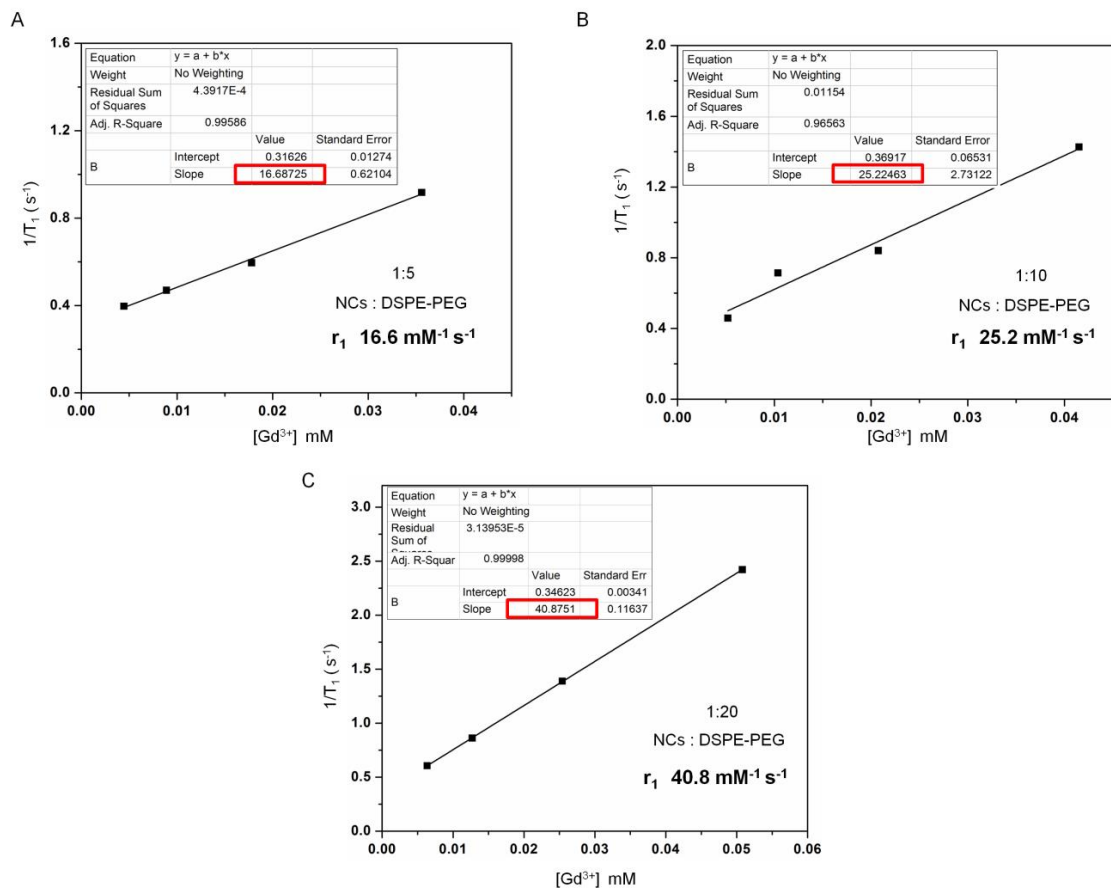 A
1.6
1.2
0.8
0.4
0.0
0.00
0.01
0.02
0.03
0.04
1/T₁ (s⁻¹)
[Gd³⁺] mM
Equation y = a + b*x
Weight No Weighting
Residual Sum of Squares 4.3917E-4
Adj. R-Square 0.99586
Value Standard Error
B Intercept 0.31626 0.01274
Slope 16.68725 0.62104
1:5
NCs : DSPE-PEG
r₁ 16.6 mM⁻¹ s⁻¹
B
2.0
1.6
1.2
0.8
0.4
0.0
0.00
0.01
0.02
0.03
0.04
1/T₁ (s⁻¹)
[Gd³⁺] mM
Equation y = a + b*x
Weight No Weighting
Residual Sum of Squares 0.01154
Adj. R-Square 0.96563
Value Standard Error
B Intercept 0.36917 0.06531
Slope 25.22463 2.73122
1:10
NCs : DSPE-PEG
r₁ 25.2 mM⁻¹ s⁻¹
C
3.0
2.5
2.0
1.5
1.0
0.5
0.0
0.00
0.01
0.02
0.03
0.04
0.05
0.06
1/T₁ (s⁻¹)
[Gd³⁺] mM
Equation y = a + b*x
Weight No Weighting
Residual Sum of 3.13953E-5
Adj. R-Squar 0.99998
Value Standard Err
B Intercept 0.34623 0.00341
Slope 40.8751 0.11637
1:20
NCs : DSPE-PEG
r₁ 40.8 mM⁻¹ s⁻¹